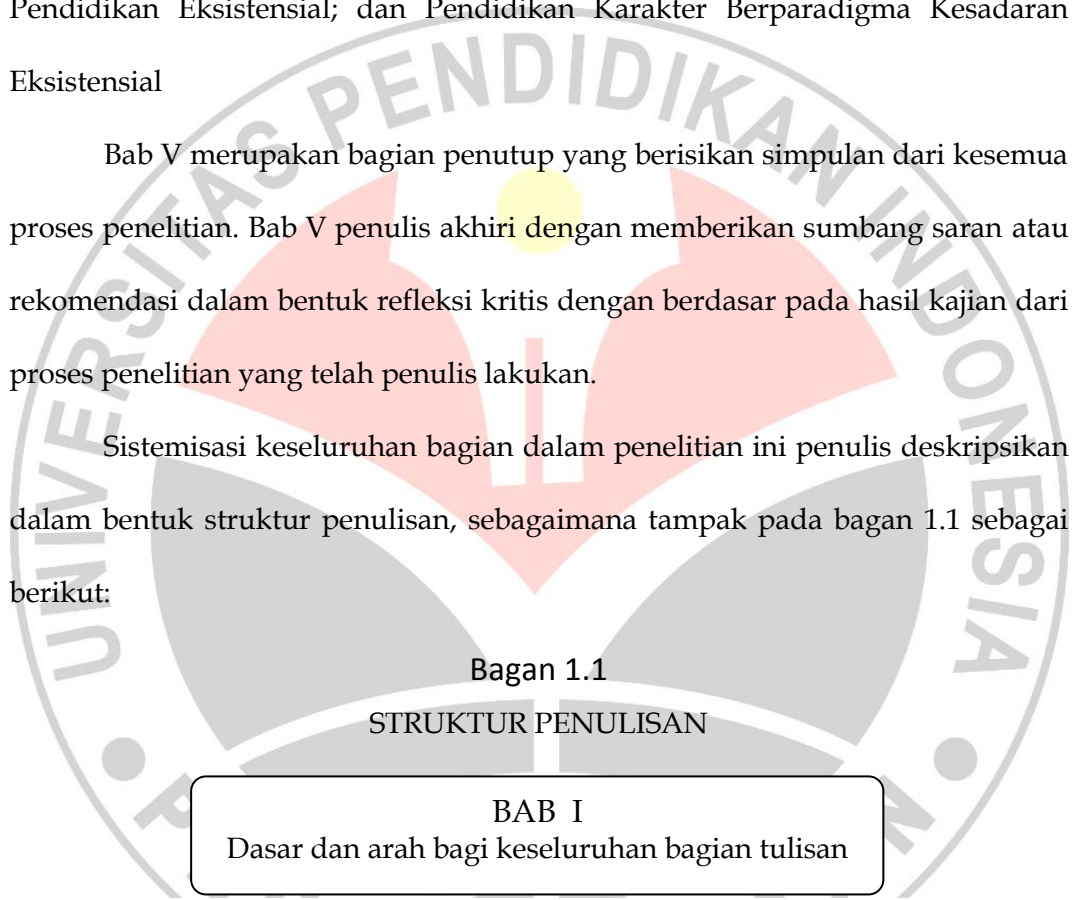 Pendidikan Eksistensial; dan Pendidikan Karakter Berparadigma Kesadaran
Eksistensial
Bab V merupakan bagian penutup yang berisikan simpulan dari kesemua
proses penelitian. Bab V penulis akhiri dengan memberikan sumbang saran atau
rekomendasi dalam bentuk refleksi kritis dengan berdasar pada hasil kajian dari
proses penelitian yang telah penulis lakukan.
Sistemisasi keseluruhan bagian dalam penelitian ini penulis deskripsikan
dalam bentuk struktur penulisan, sebagaimana tampak pada bagan 1.1 sebagai
berikut:
Bagan 1.1
STRUKTUR PENULISAN
BAB I
Dasar dan arah bagi keseluruhan bagian tulisan
UNIVERSITAS PENDIDIKAN INDONESIA